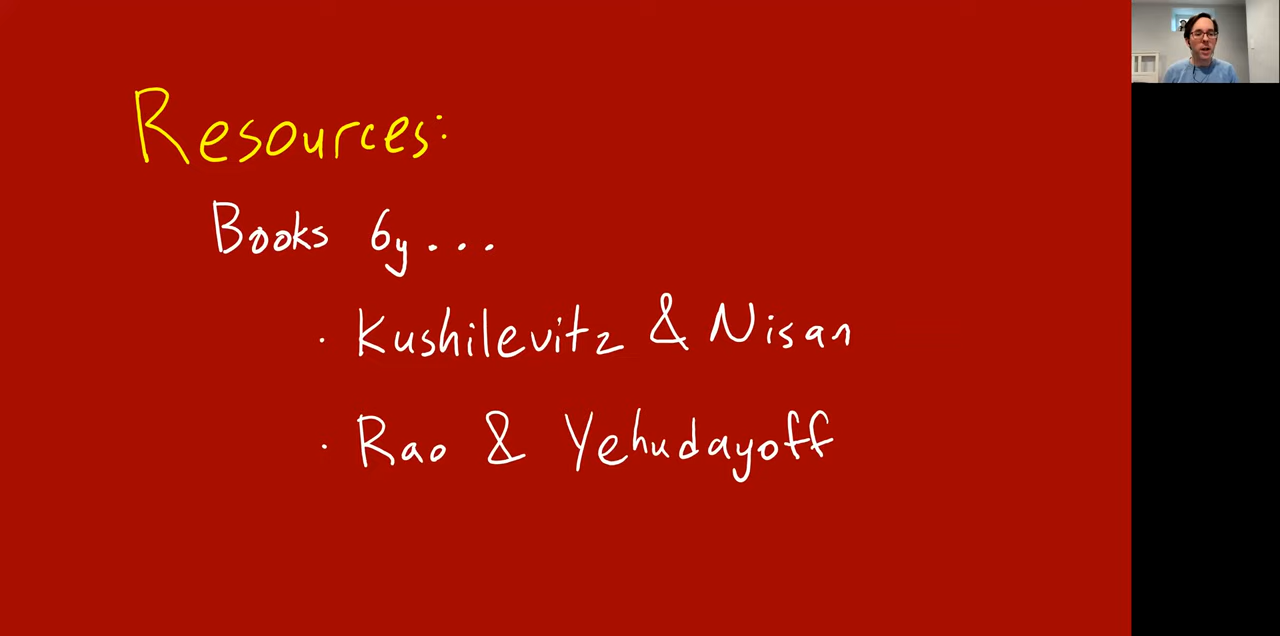 Resources:
Books by...
· Kushilevitz & Nisan
· Rao & Yehudayoff